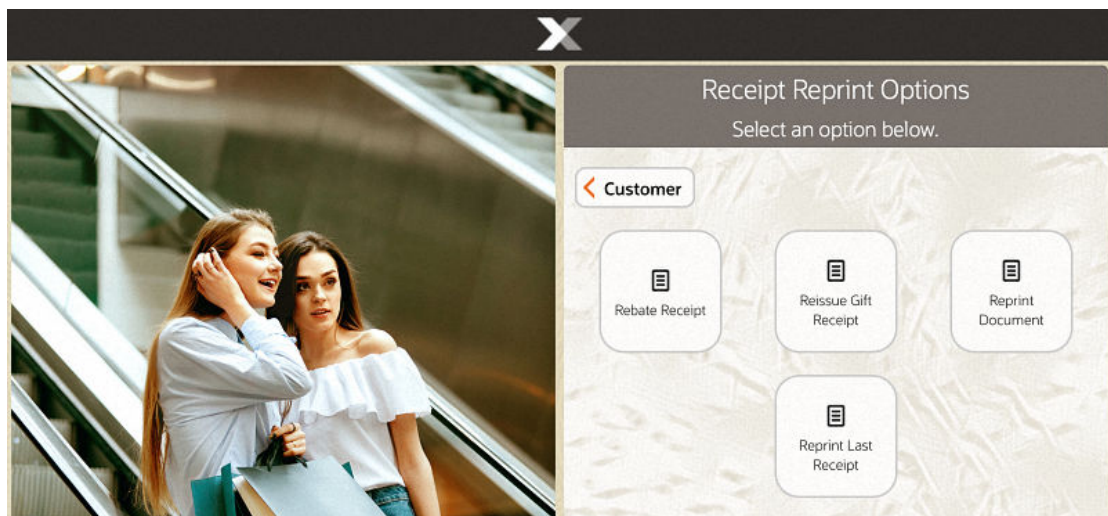 Receipt Reprint Options
Select an option below.
Customer
Rebate Receipt
Reissue Gift
Receipt
Reprint
Document
Reprint Last
Receipt